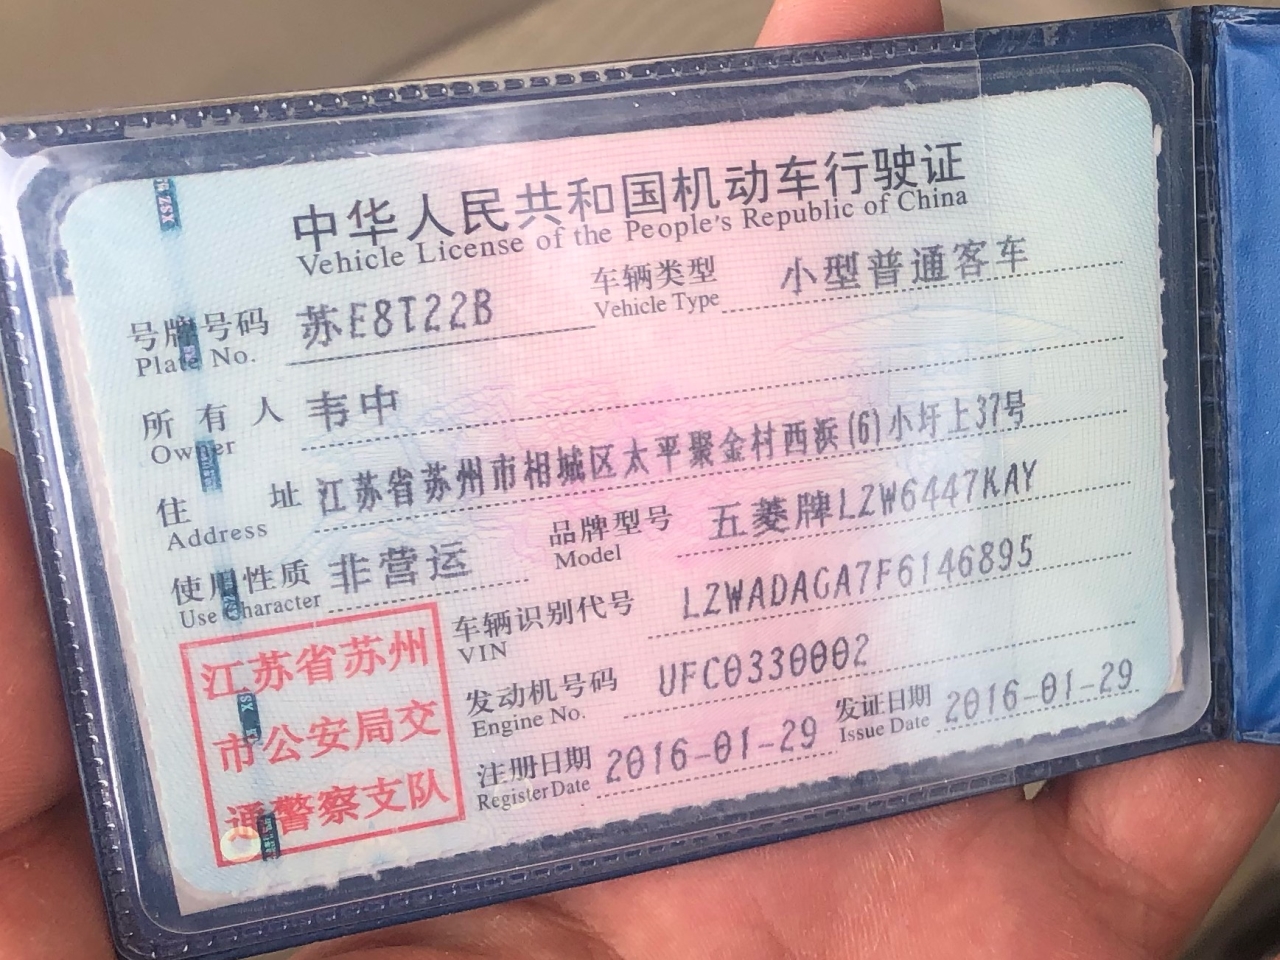 中华人民共和国机动车行驶证
Vehicle License of the People's Republic of China
号牌号码 苏E8T22B 车辆类型 小型普通客车
Plate No. Vehicle Type
所有人 韦中
Owner
住址 江苏省苏州市相城区太平聚金村西浜(6)小圩上37号
Address
使用性质 非营运 品牌型号 五菱牌LZW6447KAY
Use Character Model
车辆识别代号 LZWADAGA7F6146895
VIN
发动机号码 UFC0330002
Engine No.
注册日期 2016-01-29 发证日期 2016-01-29
Register Date Issue Date
江苏省苏州
市公安局交
通警察支队